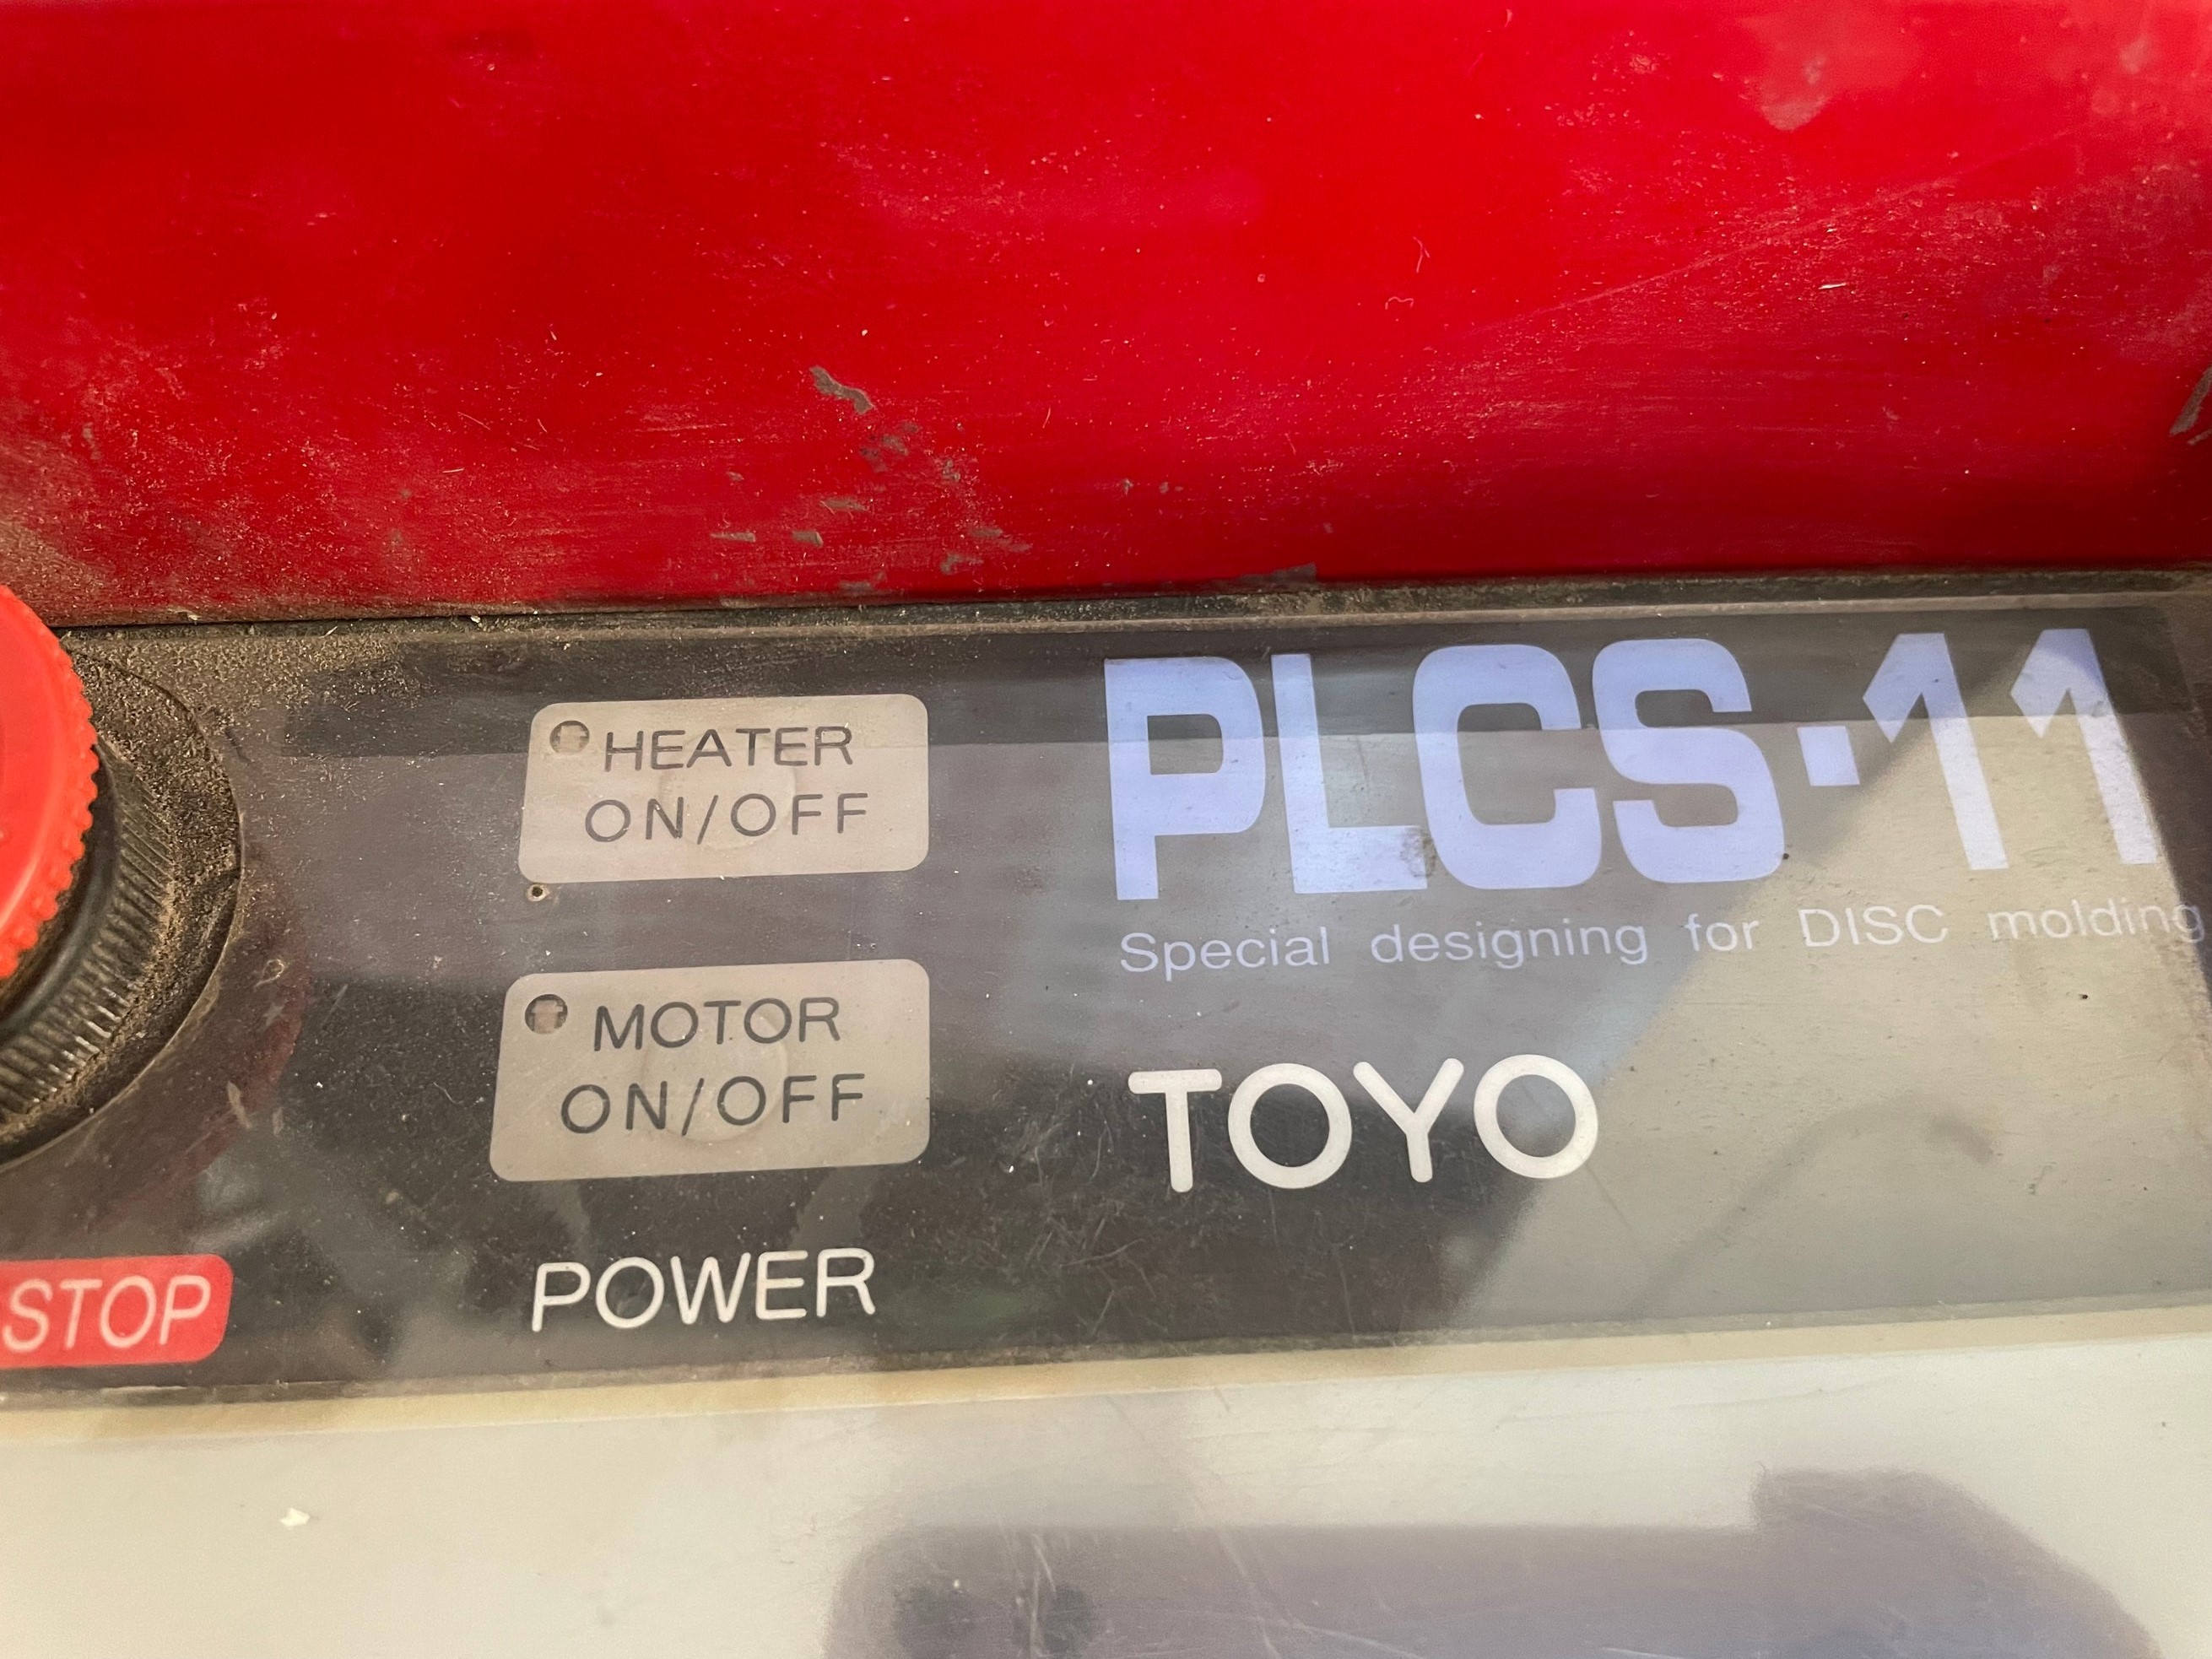 HEATER
ON/OFF
PLCS-11
Special designing for DISC molding
MOTOR
ON/OFF
TOYO
STOP
POWER